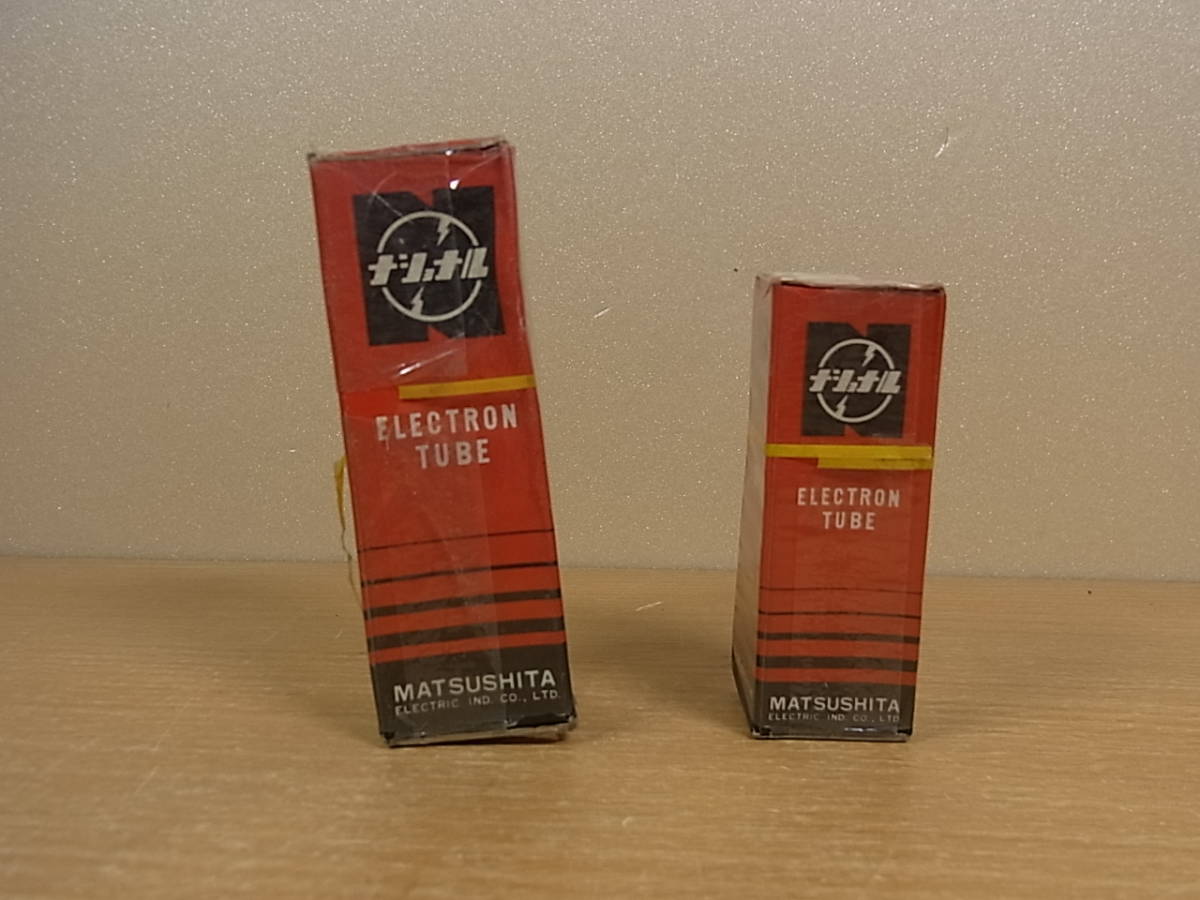 N
ナショナル
ELECTRON
TUBE
MATSUSHITA
ELECTRIC IND. CO., LTD.
N
ナショナル
ELECTRON
TUBE
MATSUSHITA
ELECTRIC IND. CO., LTD